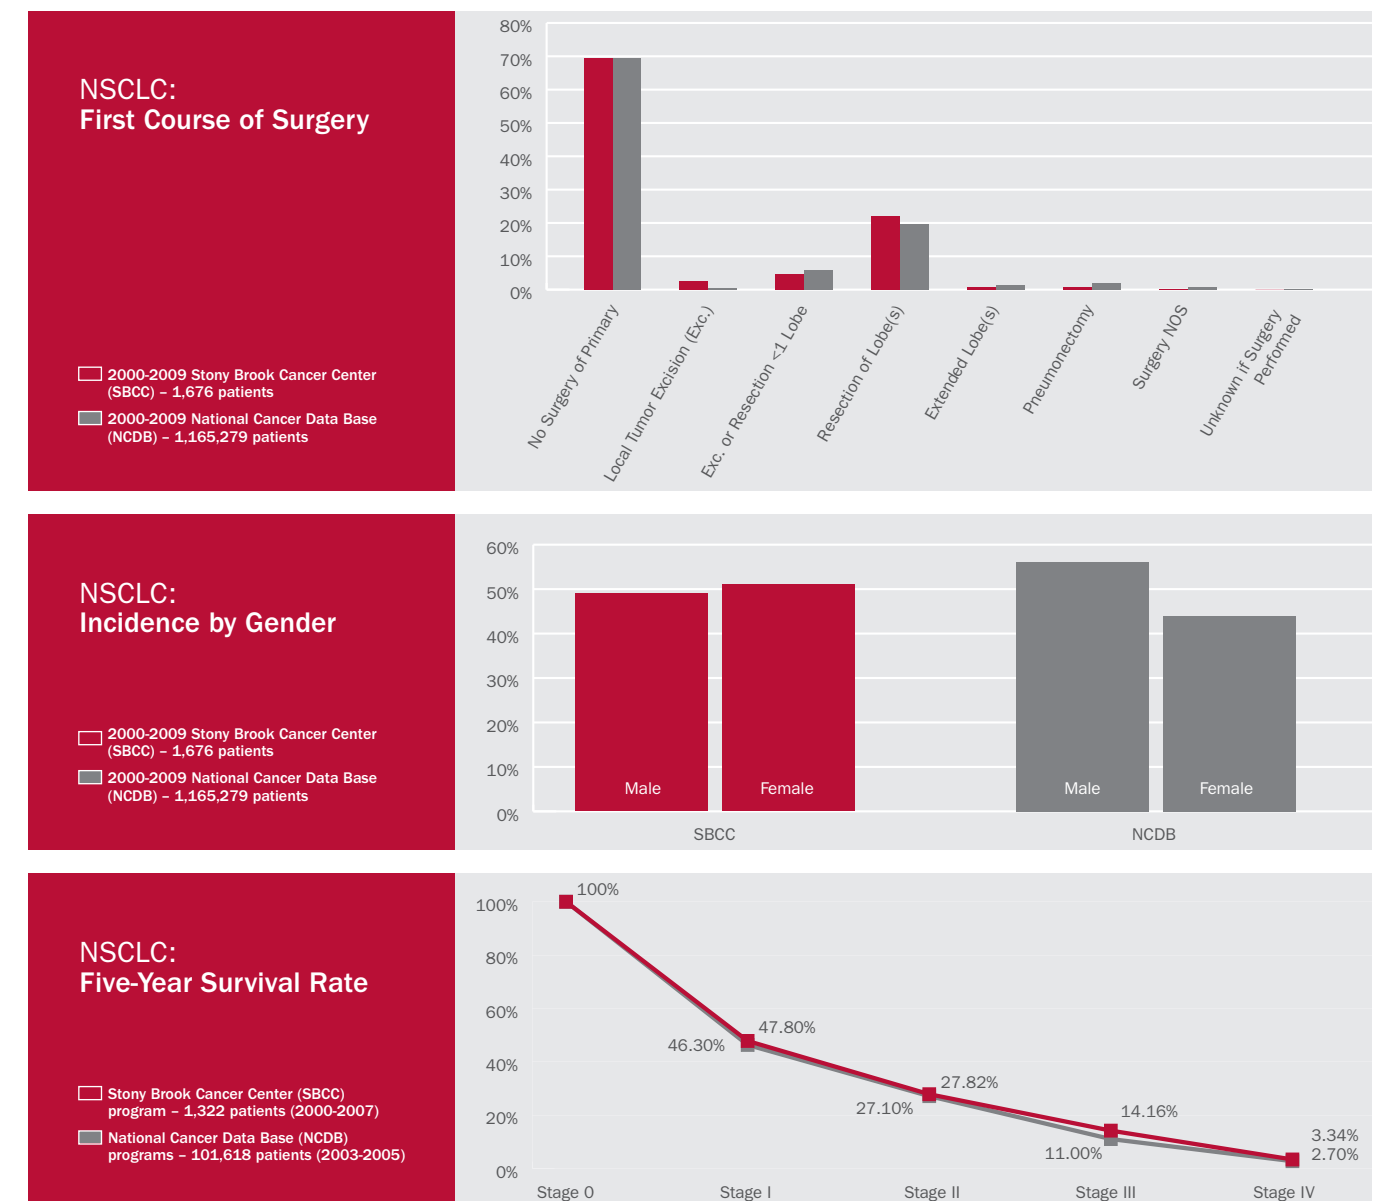 NSCLC:
First Course of Surgery
2000-2009 Stony Brook Cancer Center
(SBCC) – 1,676 patients
2000-2009 National Cancer Data Base
(NCDB) – 1,165,279 patients
80%
70%
60%
50%
40%
30%
20%
10%
0%
No Surgery of Primary
Local Tumor Excision (Exc.)
Exc. or Resection <1 Lobe
Resection of Lobe(s)
Extended Lobe(s)
Pneumonectomy
Surgery NOS
Unknown if Surgery
Performed
NSCLC:
Incidence by Gender
2000-2009 Stony Brook Cancer Center
(SBCC) – 1,676 patients
2000-2009 National Cancer Data Base
(NCDB) – 1,165,279 patients
60%
50%
40%
30%
20%
10%
0%
Male
Female
Male
Female
SBCC
NCDB
NSCLC:
Five-Year Survival Rate
Stony Brook Cancer Center (SBCC)
program – 1,322 patients (2000-2007)
National Cancer Data Base (NCDB)
programs – 101,618 patients (2003-2005)
100%
80%
60%
40%
20%
0%
100%
47.80%
46.30%
27.82%
27.10%
14.16%
11.00%
3.34%
2.70%
Stage 0
Stage I
Stage II
Stage III
Stage IV